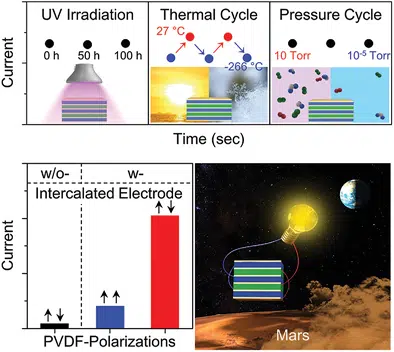 Current
UV Irradiation
0 h 50 h 100 h
Thermal Cycle
27 °C
-266 °C
Pressure Cycle
10 Torr 10⁻⁵ Torr
Time (sec)
Current
w/o- w-
Intercalated Electrode
↑↓ ↑↑ ↑↓
PVDF-Polarizations
Mars